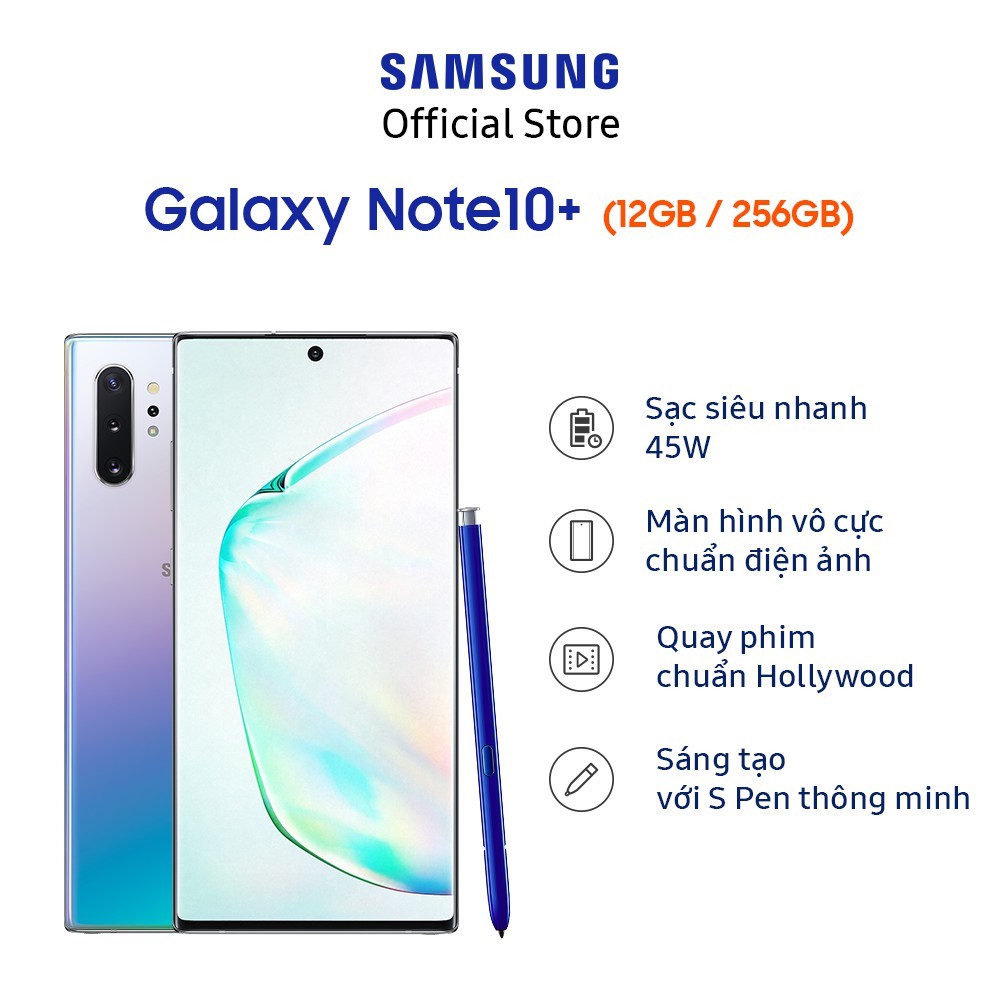 SAMSUNG
Official Store
Galaxy Note10+ (12GB / 256GB)
Sạc siêu nhanh
45W
Màn hình vô cực
chuẩn điện ảnh
Quay phim
chuẩn Hollywood
Sáng tạo
với S Pen thông minh